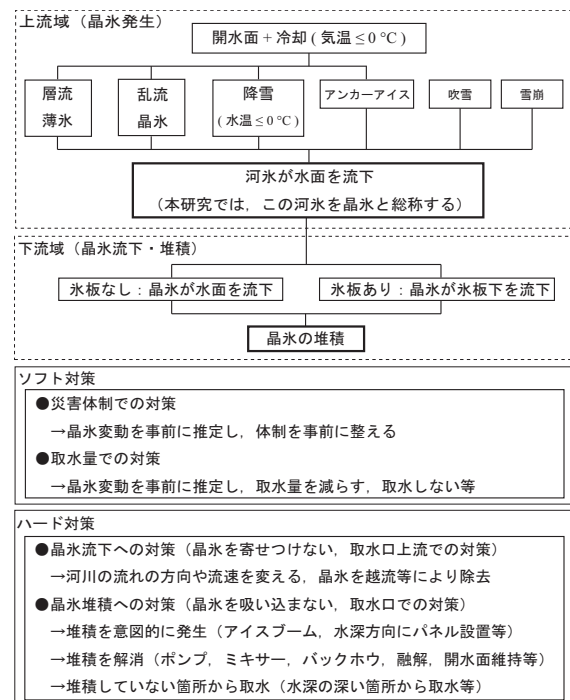 上流域（晶氷発生）
開水面 + 冷却 ( 気温 ≤ 0 °C )
層流
薄氷
乱流
晶氷
降雪
( 水温 ≤ 0 °C )
アンカーアイス
吹雪
雪崩
河氷が水面を流下
（本研究では，この河氷を晶氷と総称する）
下流域（晶氷流下・堆積）
氷板なし：晶氷が水面を流下
氷板あり：晶氷が氷板下を流下
晶氷の堆積
ソフト対策
●災害体制での対策
→晶氷変動を事前に推定し，体制を事前に整える
●取水量での対策
→晶氷変動を事前に推定し，取水量を減らす，取水しない等
ハード対策
●晶氷流下への対策（晶氷を寄せつけない，取水口上流での対策）
→河川の流れの方向や流速を変える，晶氷を越流等により除去
●晶氷堆積への対策（晶氷を吸い込まない，取水口での対策）
→堆積を意図的に発生（アイスブーム，水深方向にパネル設置等）
→堆積を解消（ポンプ，ミキサー，バックホウ，融解，開水面維持等）
→堆積していない箇所から取水（水深の深い箇所から取水等）